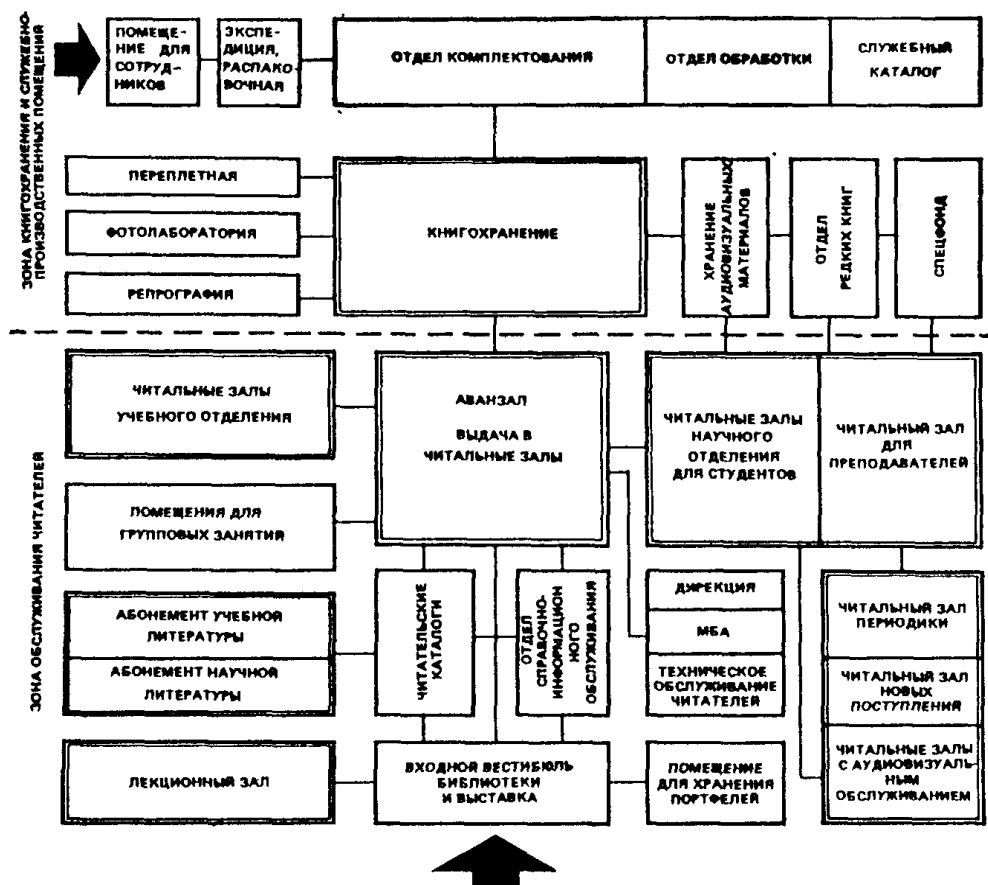 ЗОНА КНИГОХРАНЕНИЯ И СЛУЖЕБНО-
ПРОИЗВОДСТВЕННЫХ ПОМЕЩЕНИЙ
ПОМЕЩЕ-
НИЕ ДЛЯ
СОТРУД-
НИКОВ
ЭКСПЕ-
ДИЦИЯ,
РАСПАКО-
ВОЧНАЯ
ОТДЕЛ КОМПЛЕКТОВАНИЯ
ОТДЕЛ ОБРАБОТКИ
СЛУЖЕБНЫЙ
КАТАЛОГ
ПЕРЕПЛЕТНАЯ
ФОТОЛАБОРАТОРИЯ
РЕПРОГРАФИЯ
КНИГОХРАНЕНИЕ
ХРАНЕНИЕ
АУДИОВИЗУАЛЬНЫХ
МАТЕРИАЛОВ
ОТДЕЛ
РЕДКИХ КНИГ
СПЕЦФОНД
ЗОНА ОБСЛУЖИВАНИЯ ЧИТАТЕЛЕЙ
ЧИТАЛЬНЫЕ ЗАЛЫ
УЧЕБНОГО ОТДЕЛЕНИЯ
АВАНЗАЛ
ВЫДАЧА В
ЧИТАЛЬНЫЕ ЗАЛЫ
ЧИТАЛЬНЫЕ ЗАЛЫ
НАУЧНОГО
ОТДЕЛЕНИЯ
ДЛЯ СТУДЕНТОВ
ЧИТАЛЬНЫЙ ЗАЛ
ДЛЯ
ПРЕПОДАВАТЕЛЕЙ
ПОМЕЩЕНИЯ ДЛЯ
ГРУППОВЫХ ЗАНЯТИЙ
АБОНЕМЕНТ УЧЕБНОЙ
ЛИТЕРАТУРЫ
АБОНЕМЕНТ НАУЧНОЙ
ЛИТЕРАТУРЫ
ЧИТАТЕЛЬСКИЕ
КАТАЛОГИ
ОТДЕЛ
СПРАВОЧНО-
ИНФОРМАЦИОН
НОГО
ОБСЛУЖИВАНИЯ
ДИРЕКЦИЯ
МБА
ТЕХНИЧЕСКОЕ
ОБСЛУЖИВАНИЕ
ЧИТАТЕЛЕЙ
ЧИТАЛЬНЫЙ ЗАЛ
ПЕРИОДИКИ
ЧИТАЛЬНЫЙ ЗАЛ
НОВЫХ
ПОСТУПЛЕНИЙ
ЧИТАЛЬНЫЕ ЗАЛЫ
С АУДИОВИЗУАЛЬ-
НЫМ
ОБСЛУЖИВАНИЕМ
ЛЕКЦИОННЫЙ ЗАЛ
ВХОДНОЙ ВЕСТИБЮЛЬ
БИБЛИОТЕКИ
И ВЫСТАВКА
ПОМЕЩЕНИЕ
ДЛЯ ХРАНЕНИЯ
ПОРТФЕЛЕЙ